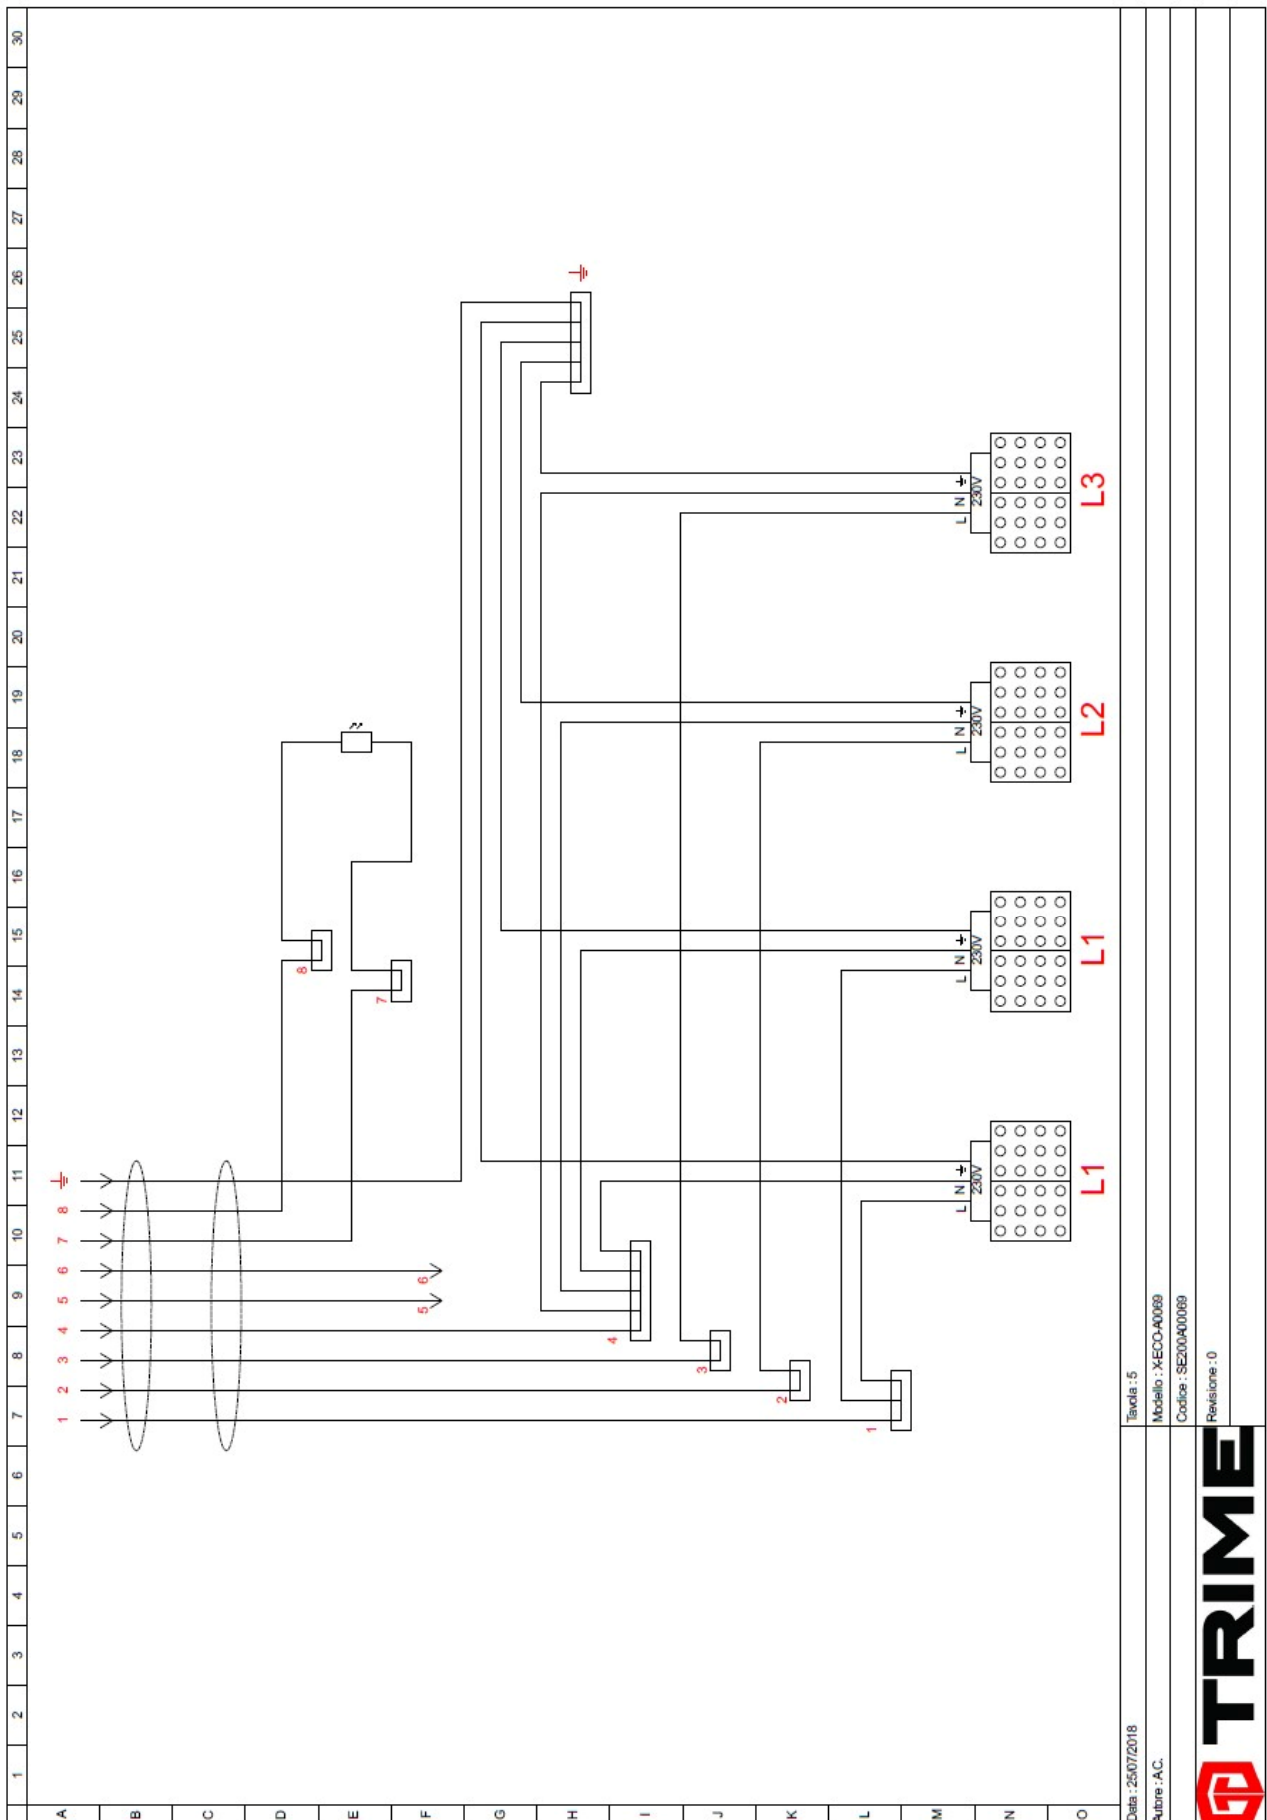 1 2 3 4 5 6 7 8 9 10 11 12 13 14 15 16 17 18 19 20 21 22 23 24 25 26 27 28 29 30
A
B
C
D
E
F
G
H
I
J
K
L
M
N
O
1 2 3 4 5 6 7 8
8
7
5 6
4
3
2
1
L N
230V
L1
L N
230V
L1
L N
230V
L2
L N
230V
L3
Data : 25/07/2018
Tavola : 5
Autore : A.C.
Modello : X-ECO-A0069
Codice : SE200A00069
Revisione : 0
TRIME